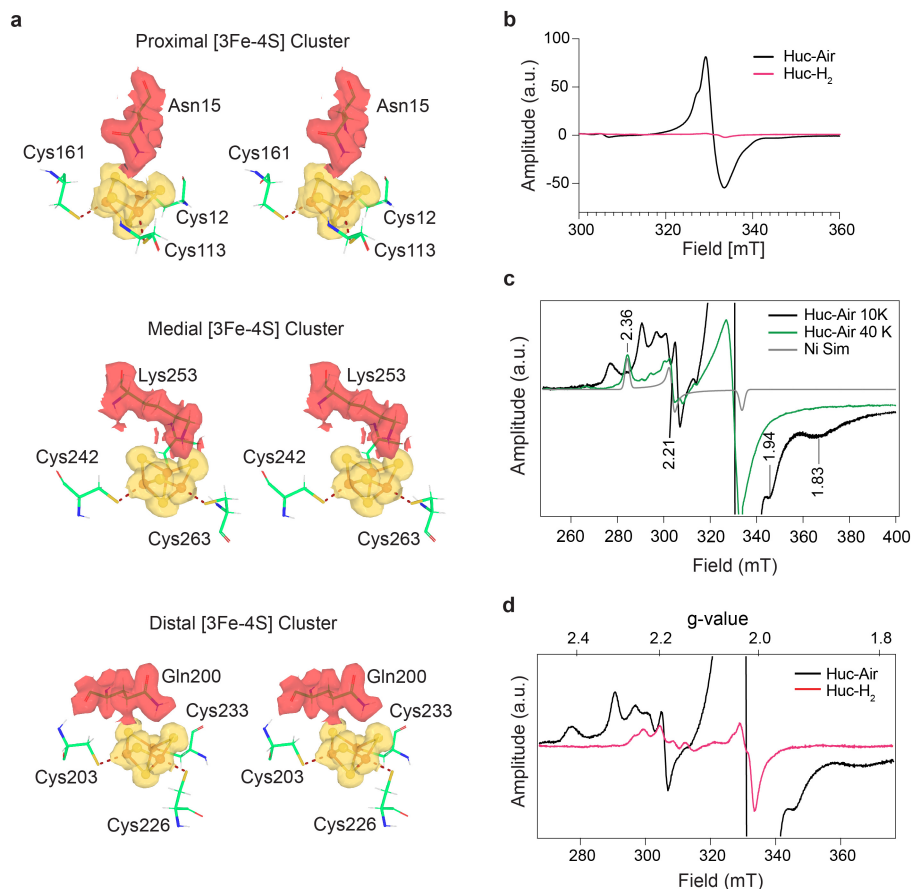 a
Proximal [3Fe-4S] Cluster
Asn15
Asn15
Cys161
Cys161
Cys12
Cys12
Cys113
Cys113
Medial [3Fe-4S] Cluster
Lys253
Lys253
Cys242
Cys242
Cys263
Cys263
Distal [3Fe-4S] Cluster
Gln200
Gln200
Cys233
Cys233
Cys203
Cys203
Cys226
Cys226
b
100
50
0
-50
Amplitude (a.u.)
Huc-Air
Huc-H2
300 320 340 360
Field [mT]
c
Huc-Air 10K
Huc-Air 40 K
Ni Sim
2.36
2.21
1.94
1.83
Amplitude (a.u.)
260 280 300 320 340 360 380 400
Field (mT)
d
g-value
2.4 2.2 2.0 1.8
Huc-Air
Huc-H2
Amplitude (a.u.)
280 300 320 340 360
Field (mT)